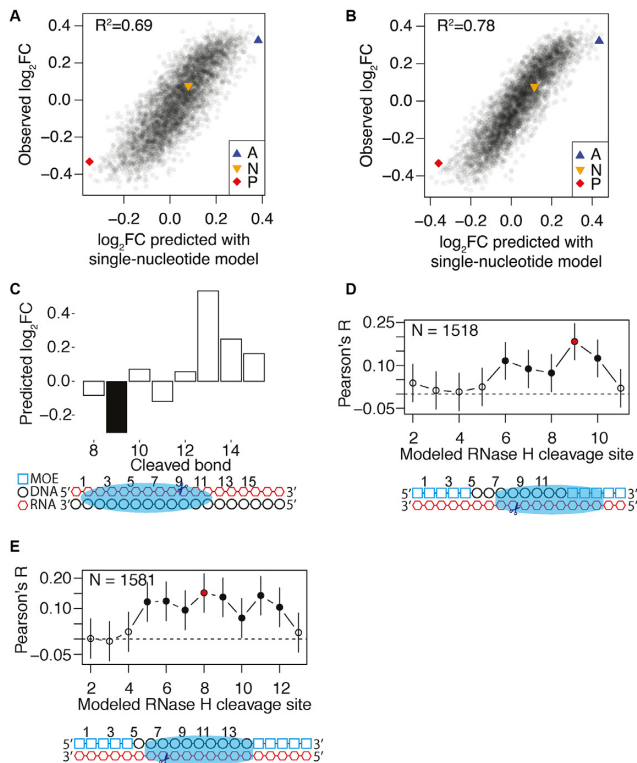 A
R²=0.69
Observed log₂FC
0.4
0.2
0.0
−0.2
−0.4
A
N
P
−0.2 0.0 0.2 0.4
log₂FC predicted with
single-nucleotide model
B
R²=0.78
Observed log₂FC
0.4
0.2
0.0
−0.2
−0.4
A
N
P
−0.4 −0.2 0.0 0.2 0.4
log₂FC predicted with
single-nucleotide model
C
Predicted log₂FC
0.4
0.2
0.0
−0.2
8 10 12 14
Cleaved bond
MOE
DNA
RNA
1 3 5 7 9 11 13 15
5′ 3′
3′ 5′
D
N = 1518
Pearson's R
0.25
0.10
−0.05
2 4 6 8 10
Modeled RNase H cleavage site
1 3 5 7 9 11
5′ 3′
3′ 5′
E
N = 1581
Pearson's R
0.20
0.10
−0.05
2 4 6 8 10 12
Modeled RNase H cleavage site
1 3 5 7 9 11 13
5′ 3′
3′ 5′